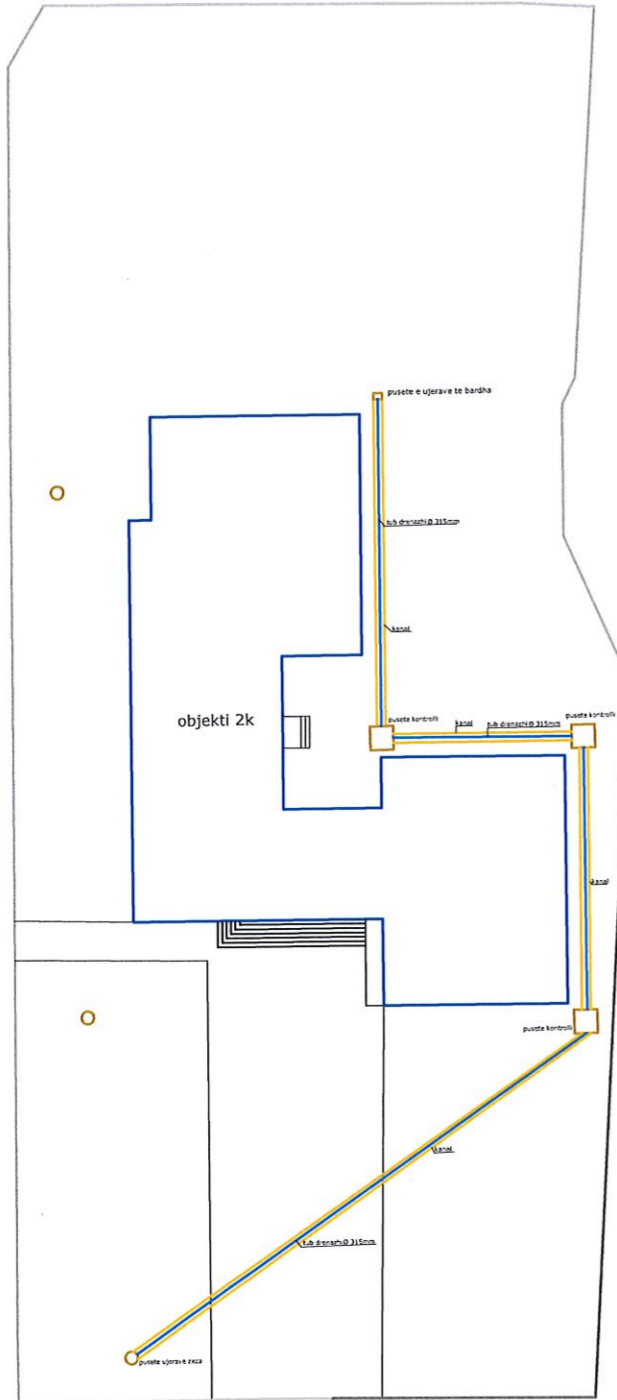 pusete e ujerave te bardha
tub drenazhi Ø 315mm
kanal
objekti 2k
pusete kontrolli
kanal
tub drenazhi Ø 315mm
pusete kontrolli
kanal
pusete kontrolli
kanal
tub drenazhi Ø 315mm
pusete ujerave zeza